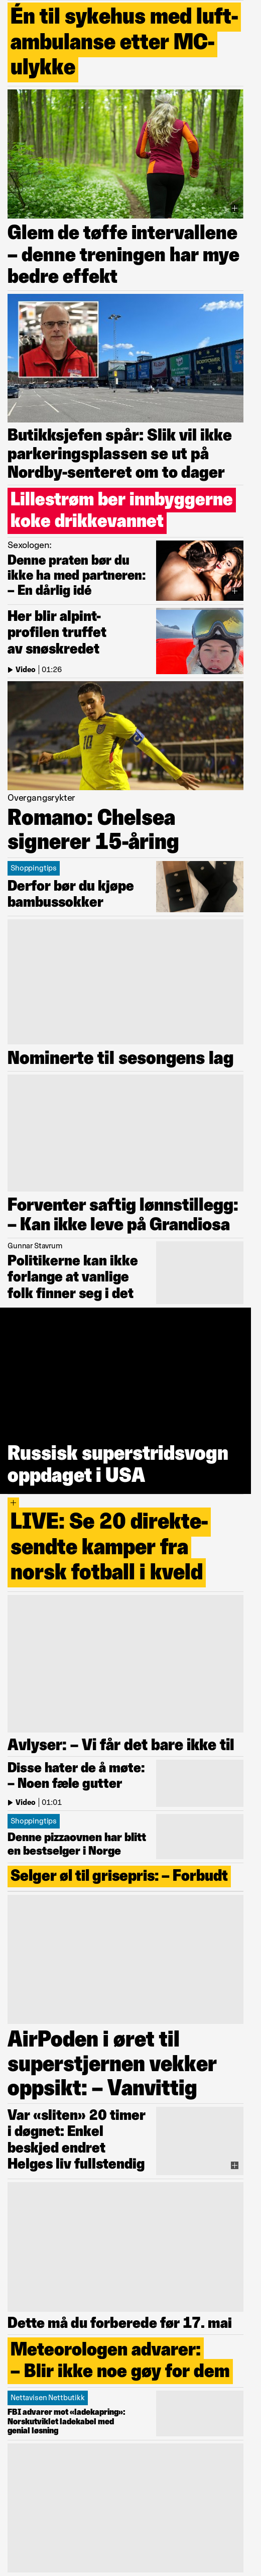 Én til sykehus med luft-
ambulanse etter MC-
ulykke
Glem de tøffe intervallene
– denne treningen har mye
bedre effekt
Butikksjefen spår: Slik vil ikke
parkeringsplassen se ut på
Nordby-senteret om to dager
Lillestrøm ber innbyggerne
koke drikkevannet
Sexologen:
Denne praten bør du
ikke ha med partneren:
– En dårlig idé
Her blir alpint-
profilen truffet
av snøskredet
Video | 01:26
Overgangsrykter
Romano: Chelsea
signerer 15-åring
Shoppingtips
Derfor bør du kjøpe
bambussokker
Nominerte til sesongens lag
Forventer saftig lønnstillegg:
– Kan ikke leve på Grandiosa
Gunnar Stavrum
Politikerne kan ikke
forlange at vanlige
folk finner seg i det
Russisk superstridsvogn
oppdaget i USA
+
LIVE: Se 20 direkte-
sendte kamper fra
norsk fotball i kveld
Avlyser: – Vi får det bare ikke til
Disse hater de å møte:
– Noen fæle gutter
Video | 01:01
Shoppingtips
Denne pizzaovnen har blitt
en bestselger i Norge
Selger øl til grisepris: – Forbudt
AirPoden i øret til
superstjernen vekker
oppsikt: – Vanvittig
Var «sliten» 20 timer
i døgnet: Enkel
beskjed endret
Helges liv fullstendig
Dette må du forberede før 17. mai
Meteorologen advarer:
– Blir ikke noe gøy for dem
Nettavisen Nettbutikk
FBI advarer mot «ladekapring»:
Norskutviklet ladekabel med
genial løsning